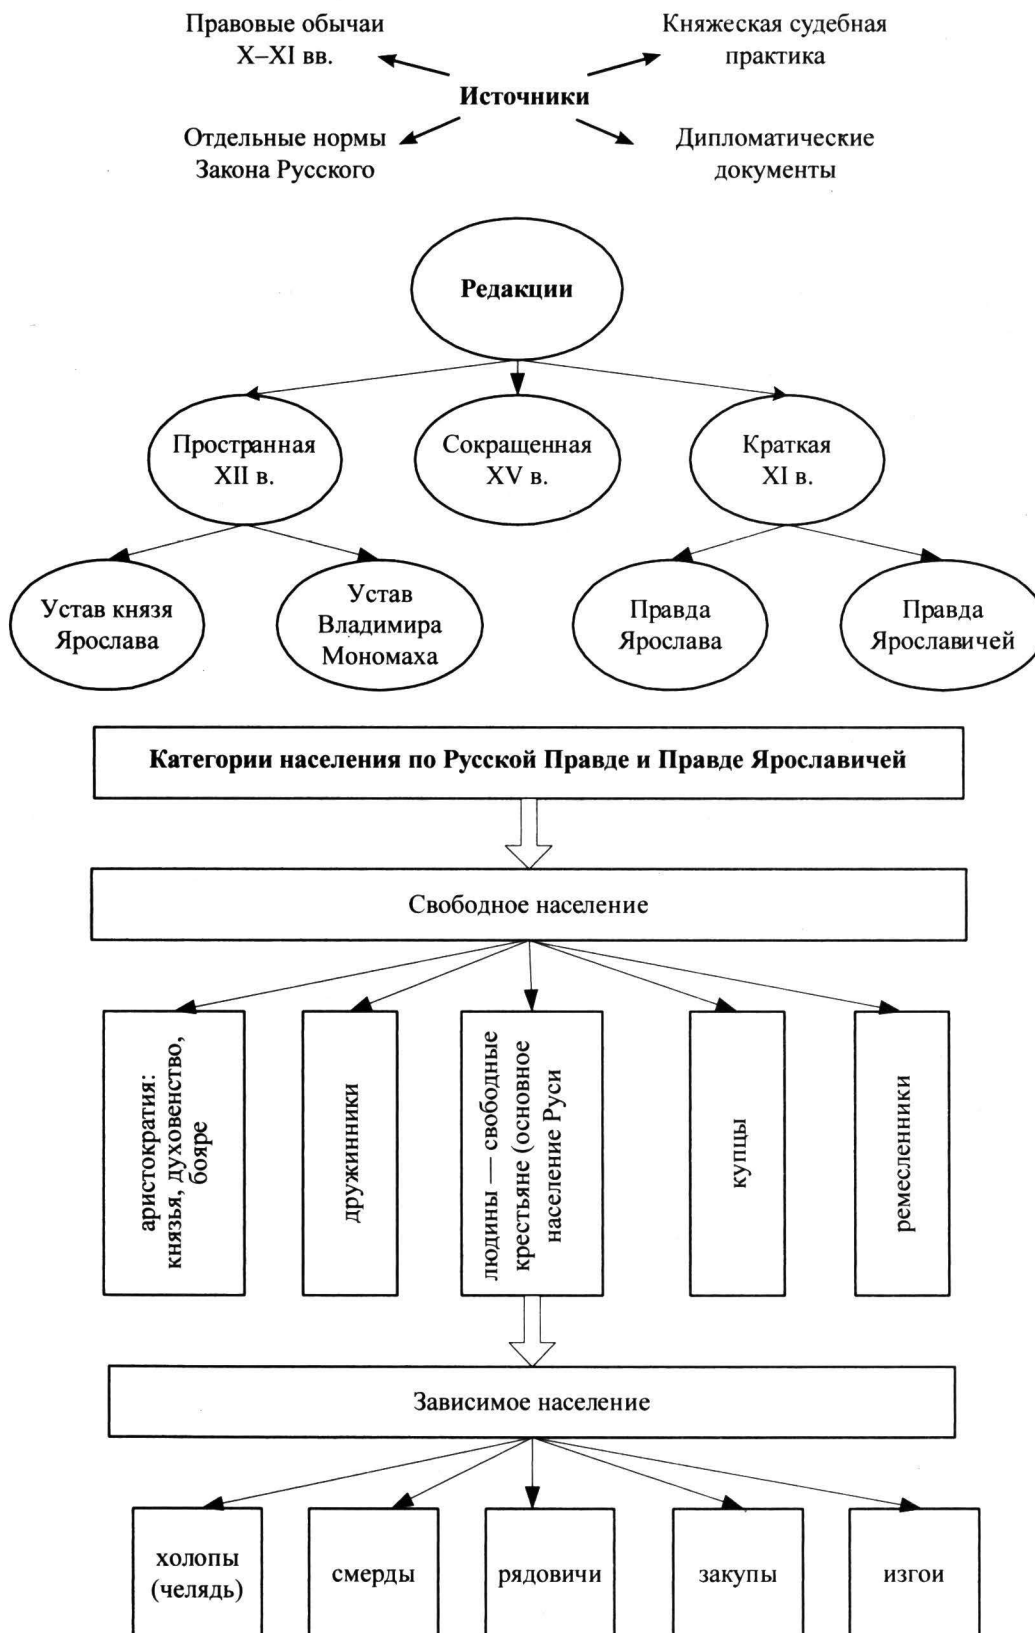 Правовые обычаи
X–XI вв.
Княжеская судебная
практика
Источники
Отдельные нормы
Закона Русского
Дипломатические
документы
Редакции
Пространная
XII в.
Сокращенная
XV в.
Краткая
XI в.
Устав князя
Ярослава
Устав
Владимира
Мономаха
Правда
Ярослава
Правда
Ярославичей
Категории населения по Русской Правде и Правде Ярославичей
Свободное население
аристократия:
князья, духовенство,
бояре
дружинники
людины — свободные
крестьяне (основное
население Руси
купцы
ремесленники
Зависимое население
холопы
(челядь)
смерды
рядовичи
закупы
изгои